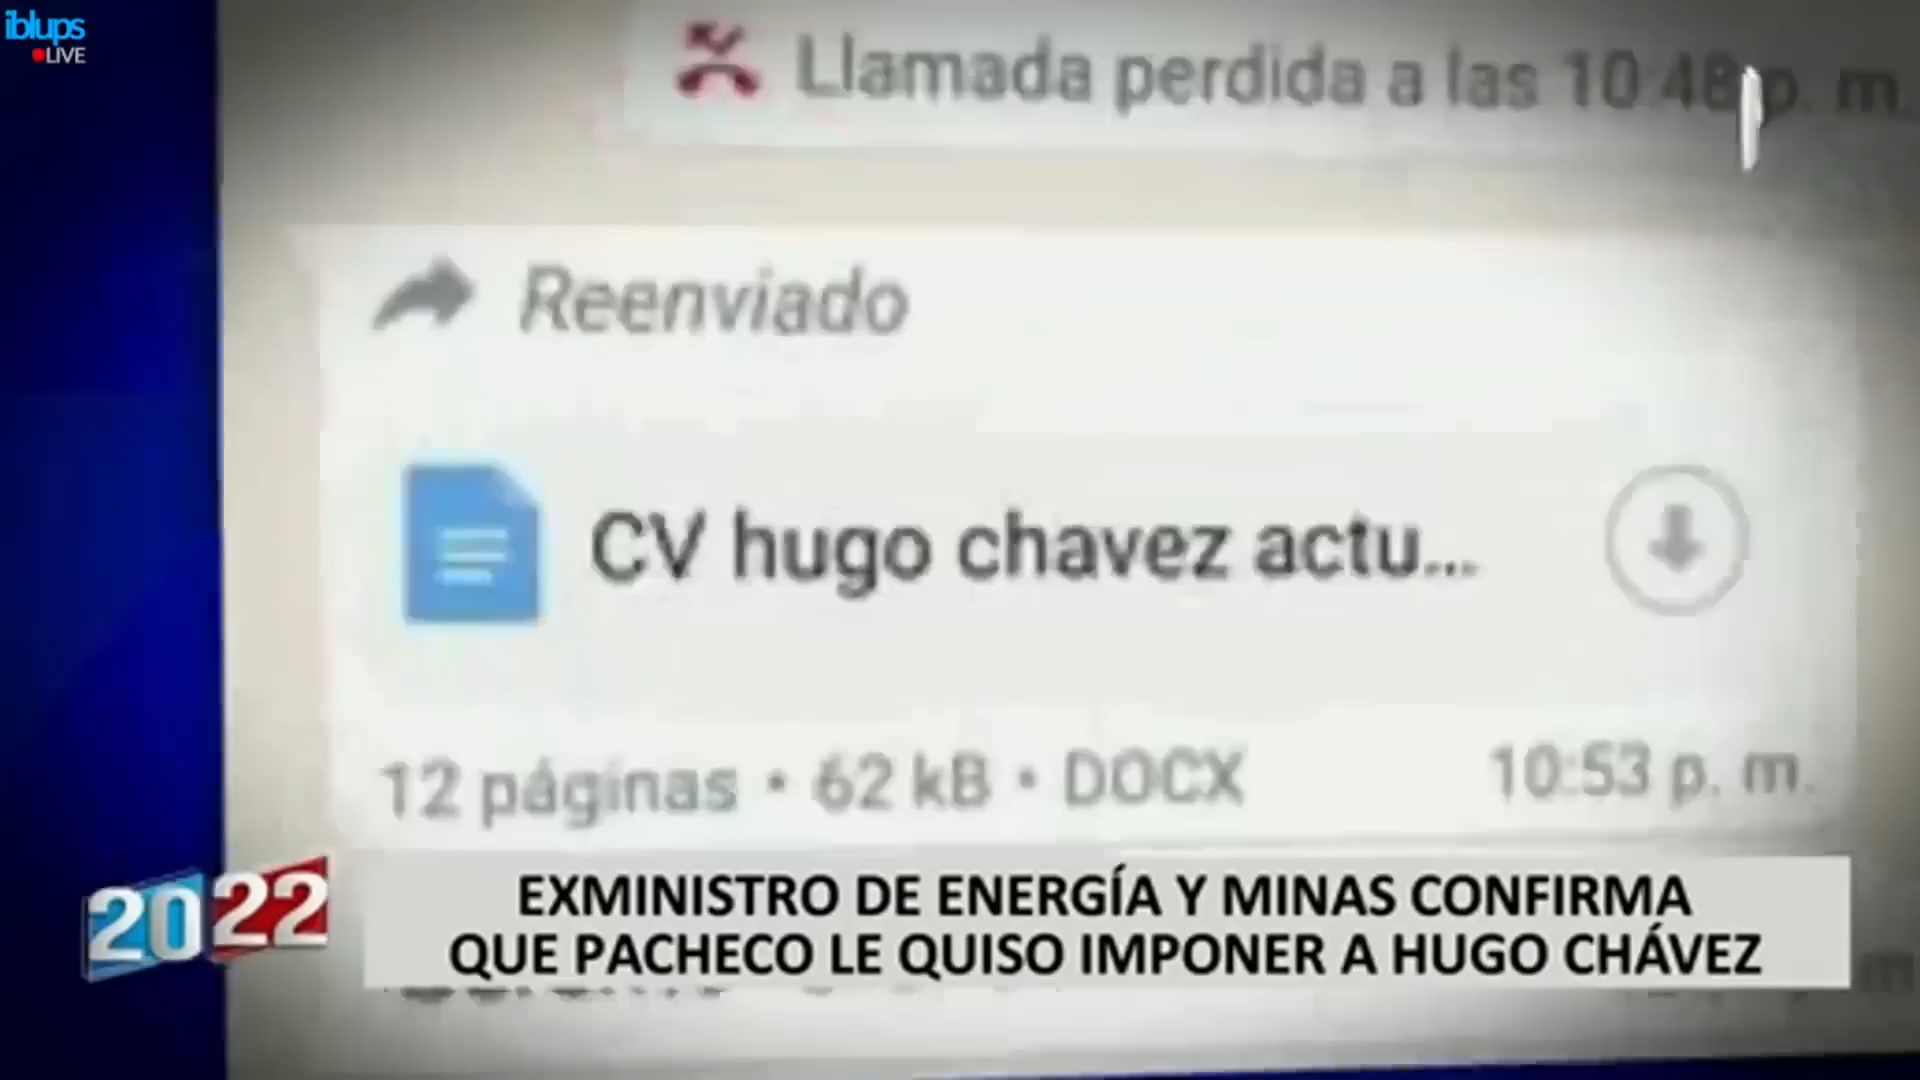 iblups
LIVE
Llamada perdida a las 10:48 p. m.
Reenviado
CV hugo chavez actu...
12 páginas • 62 kB • DOCX
10:53 p. m.
2022
EXMINISTRO DE ENERGÍA Y MINAS CONFIRMA
QUE PACHECO LE QUISO IMPONER A HUGO CHÁVEZ